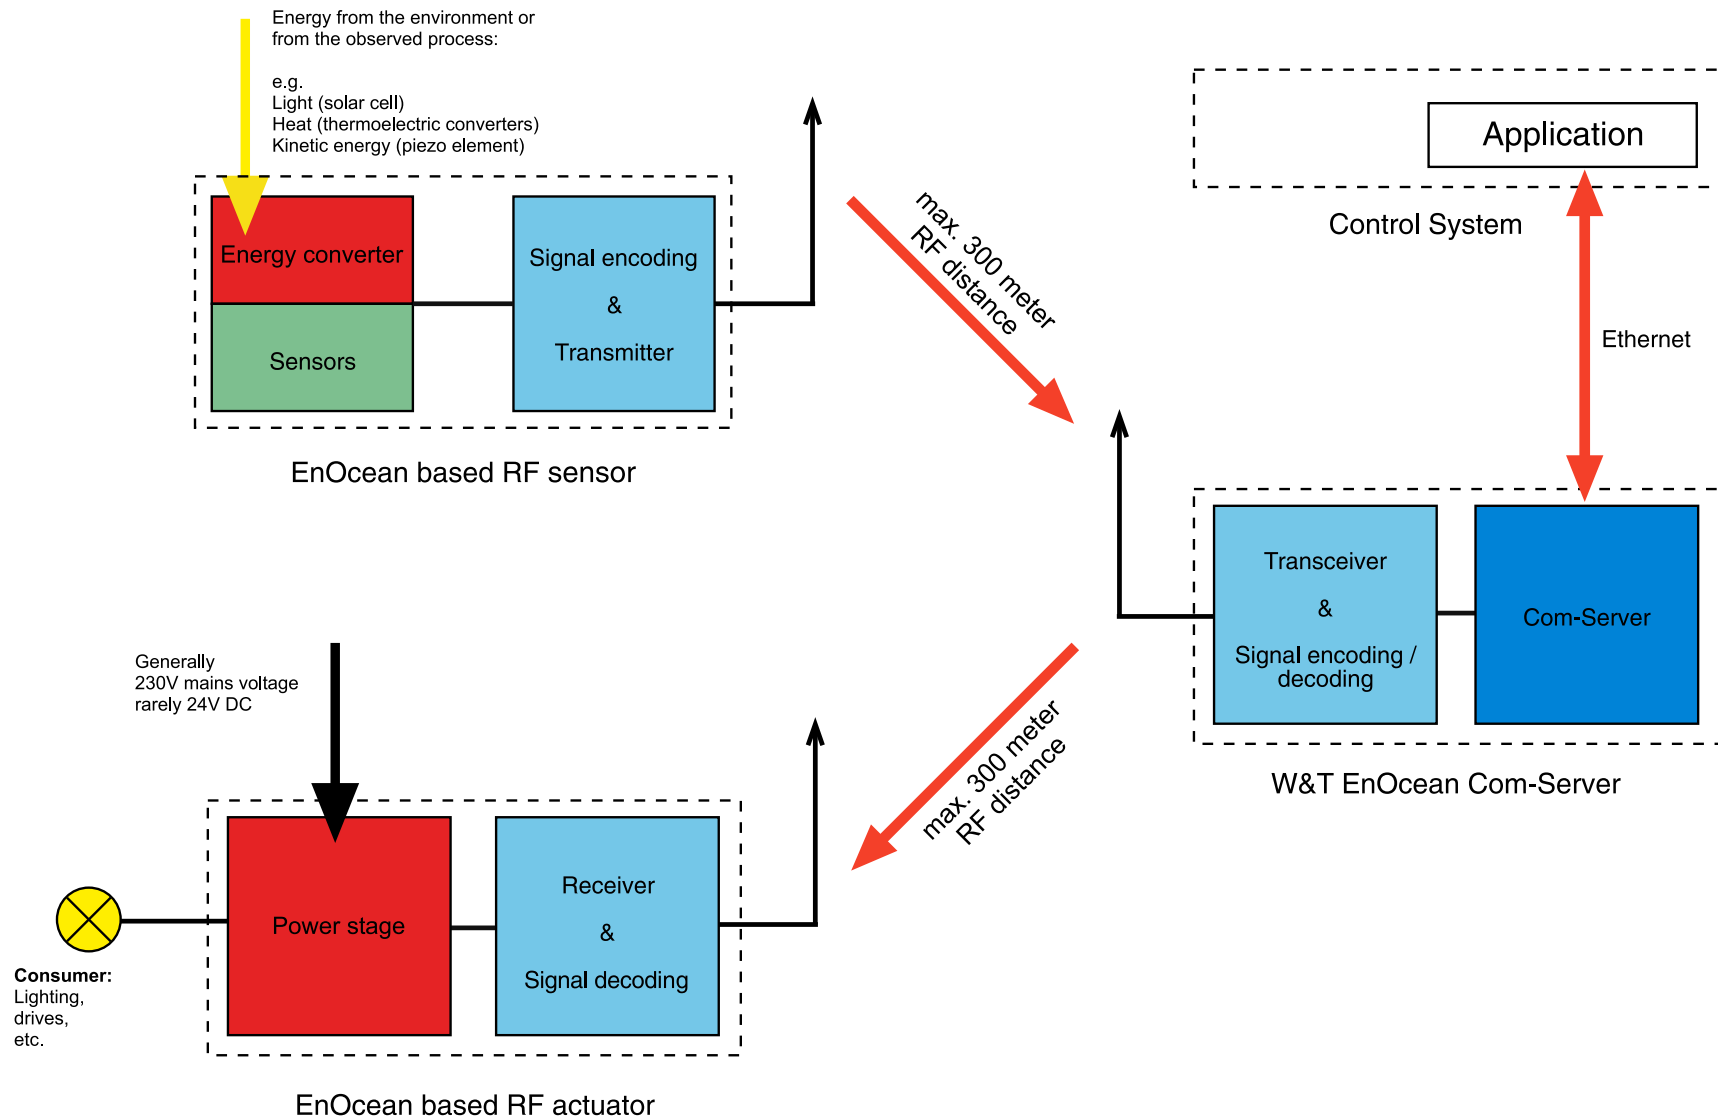 Energy from the environment or
from the observed process:
e.g.
Light (solar cell)
Heat (thermoelectric converters)
Kinetic energy (piezo element)
Energy converter
Sensors
Signal encoding
&
Transmitter
EnOcean based RF sensor
max. 300 meter
RF distance
Application
Control System
Ethernet
Transceiver
&
Signal encoding /
decoding
Com-Server
W&T EnOcean Com-Server
max. 300 meter
RF distance
Generally
230V mains voltage
rarely 24V DC
Power stage
Receiver
&
Signal decoding
Consumer:
Lighting,
drives,
etc.
EnOcean based RF actuator